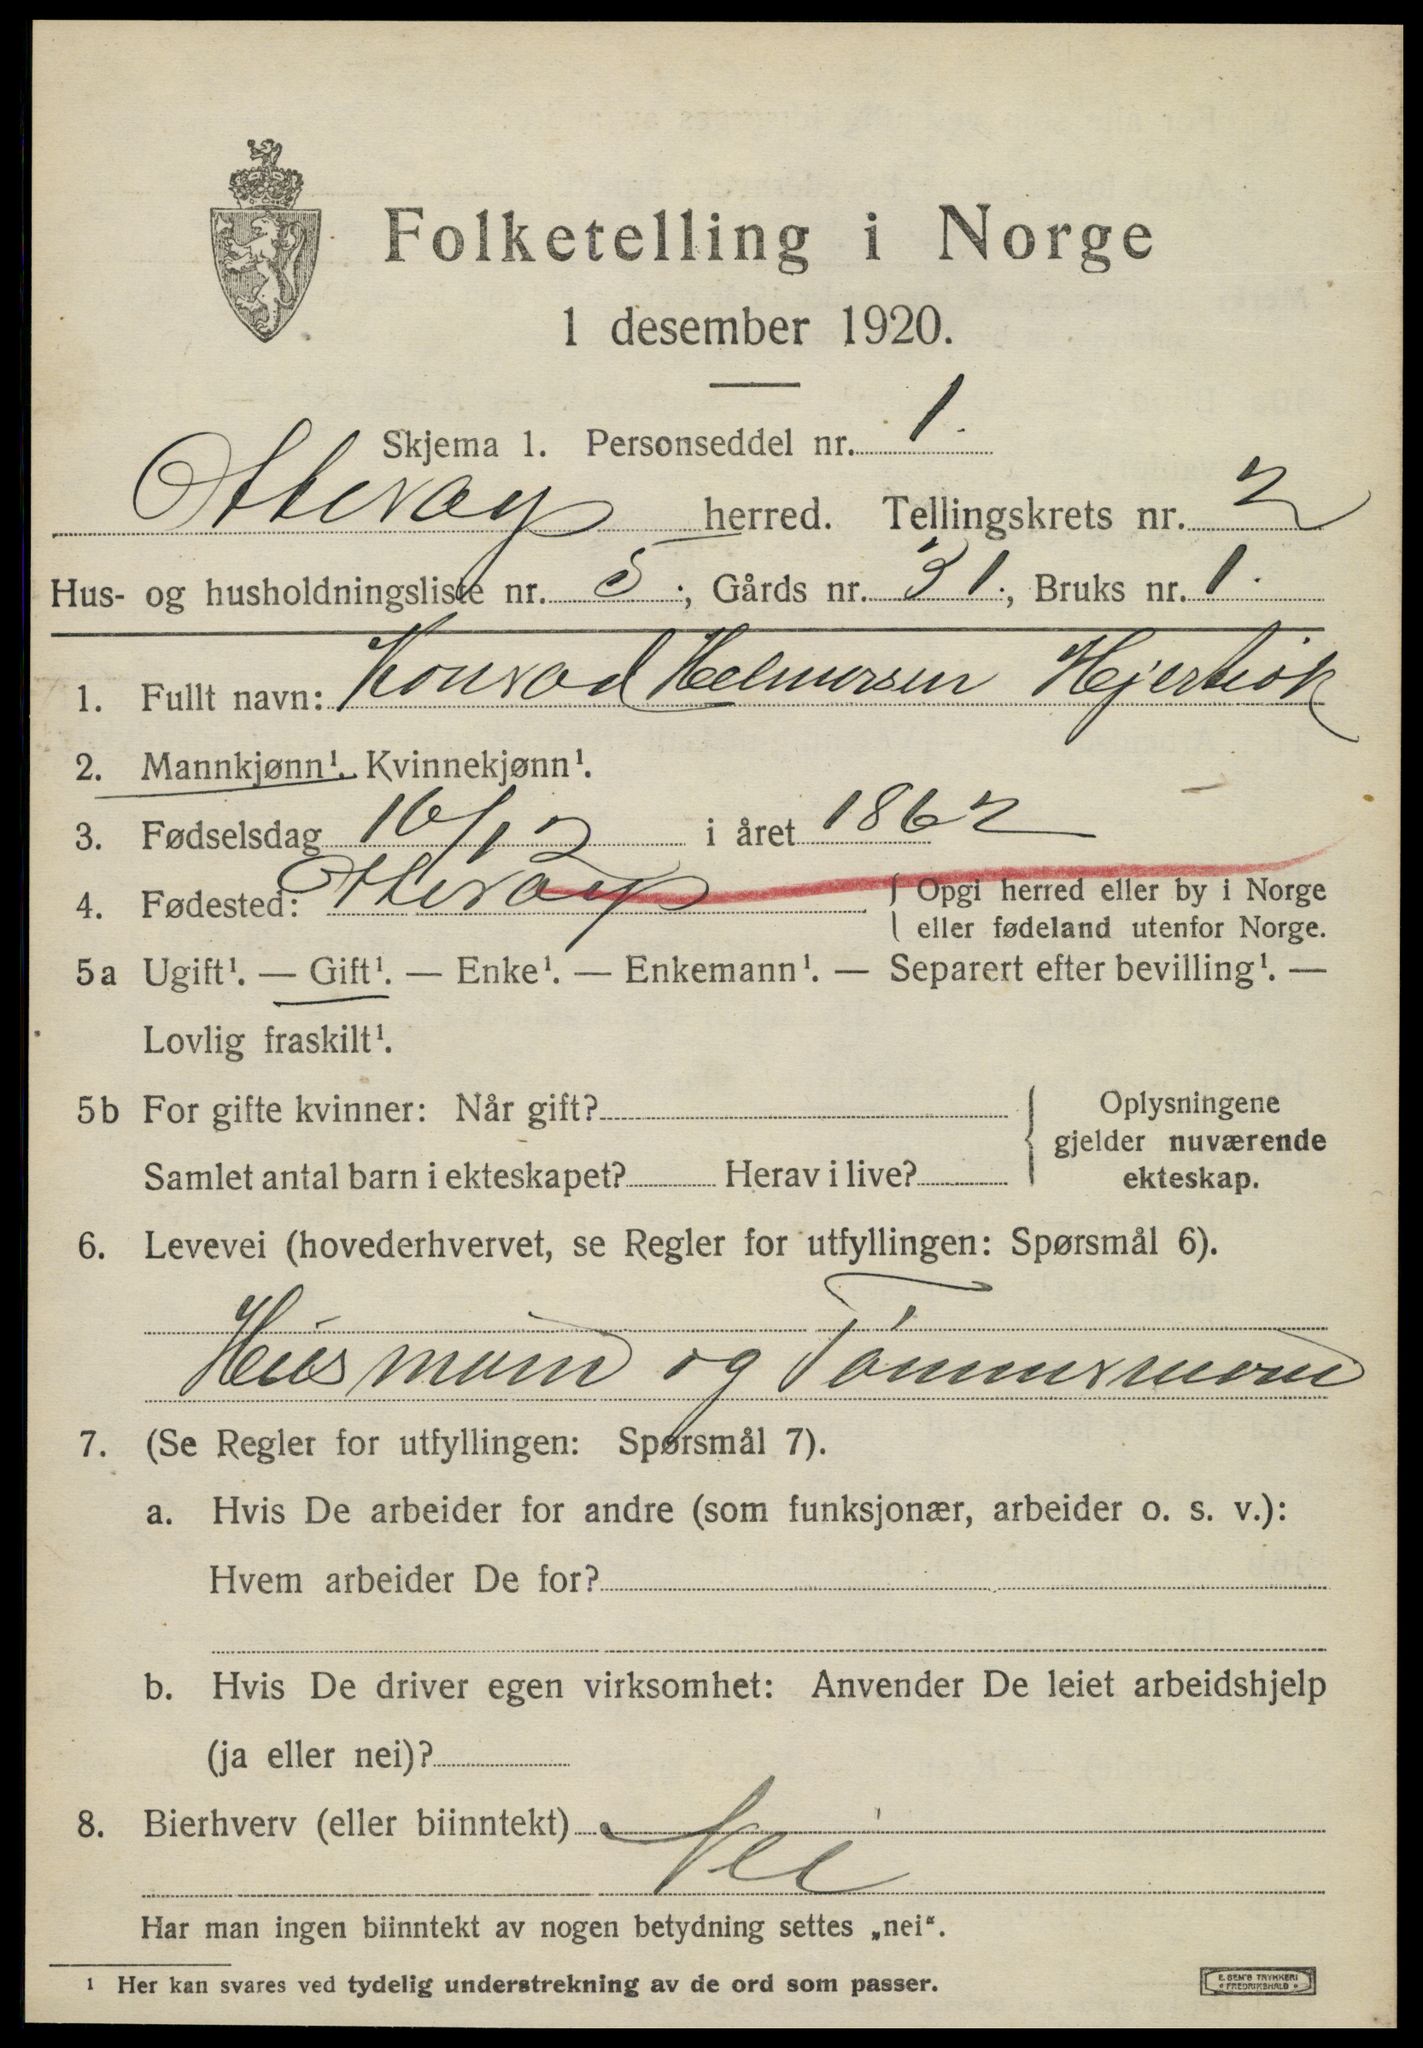 Folketelling i Norge
1 desember 1920.
Skjema 1. Personseddel nr. 1.
Otterøy herred. Tellingskrets nr. 2
Hus- og husholdningsliste nr. 5.; Gårds nr. 31.; Bruks nr. 1.
1. Fullt navn: Konrad Helmersen
2. Mannkjønn¹. Kvinnekjønn¹.
3. Fødselsdag 16/12 i året 1862
4. Fødested: Otterøy { Opgi herred eller by i Norge
eller fødeland utenfor Norge.
5a Ugift¹. — Gift¹. — Enke¹. — Enkemann¹. — Separert efter bevilling¹. —
Lovlig fraskilt¹.
5b For gifte kvinner: Når gift? { Oplysningene
gjelder nuværende
Samlet antal barn i ekteskapet? Herav i live? ekteskap.
6. Levevei (hovederhvervet, se Regler for utfyllingen: Spørsmål 6).
Husmand og Tømmermand
7. (Se Regler for utfyllingen: Spørsmål 7).
a. Hvis De arbeider for andre (som funksjonær, arbeider o. s. v.):
Hvem arbeider De for?
b. Hvis De driver egen virksomhet: Anvender De leiet arbeidshjelp
(ja eller nei)?
8. Bierhverv (eller biinntekt) Nei
Har man ingen biinntekt av nogen betydning settes „nei“.
¹ Her kan svares ved tydelig understrekning av de ord som passer.
E. SEM'S TRYKKERI
FREDRIKSHALD